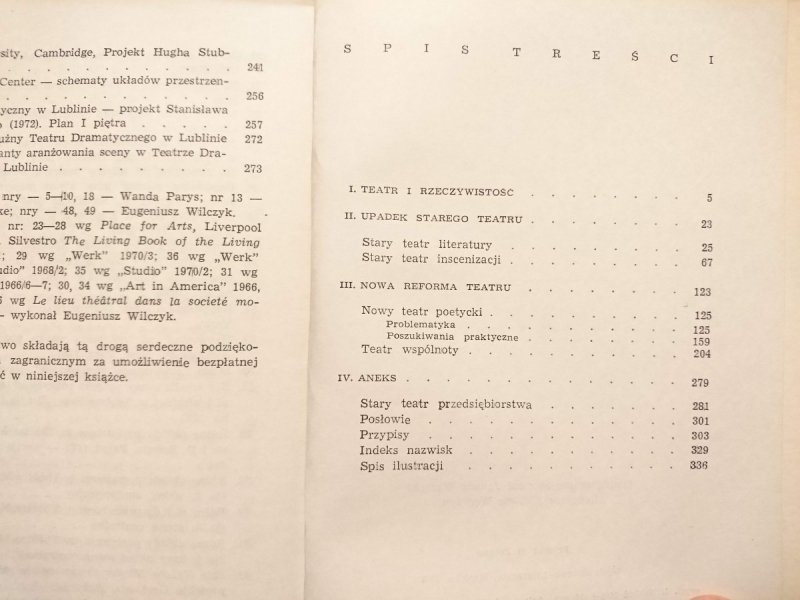 sity, Cambridge, Projekt Hugha Stub-
. . . . . . . . . . . . 241
Center — schematy układów przestrzen-
. . . . . . . . . . . . 256
yczny w Lublinie — projekt Stanisława
(1972). Plan I piętra . . . . . 257
użny Teatru Dramatycznego w Lublinie 272
anty aranżowania sceny w Teatrze Dra-
Lublinie . . . . . . . . 273
nry — 5—10, 18 — Wanda Parys; nr 13 —
ke; nry — 48, 49 — Eugeniusz Wilczyk.
nr: 23—28 wg Place for Arts, Liverpool
Silvestro The Living Book of the Living
; 29 wg „Werk" 1970/3; 36 wg „Werk"
udio" 1968/2; 35 wg „Studio" 1970/2; 31 wg
1966/6—7; 30, 34 wg „Art in America" 1966,
6 wg Le lieu théâtral dans la societé mo-
— wykonał Eugeniusz Wilczyk.
wo składają tą drogą serdeczne podzięko-
zagranicznym za umożliwienie bezpłatnej
ć w niniejszej książce.
SPIS TREŚCI
I. TEATR I RZECZYWISTOŚĆ . . . . . . . 5
II. UPADEK STAREGO TEATRU . . . . . . . 23
Stary teatr literatury . . . . . . . . 25
Stary teatr inscenizacji . . . . . . . . 67
III. NOWA REFORMA TEATRU . . . . . . . 123
Nowy teatr poetycki . . . . . . . . 125
Problematyka . . . . . . . . . 125
Poszukiwania praktyczne . . . . . . . 159
Teatr wspólnoty . . . . . . . . . 204
IV. ANEKS . . . . . . . . . . . . 279
Stary teatr przedsiębiorstwa . . . . . . 281
Posłowie . . . . . . . . . . . 301
Przypisy . . . . . . . . . . . 303
Indeks nazwisk . . . . . . . . . . 329
Spis ilustracji . . . . . . . . . . 336